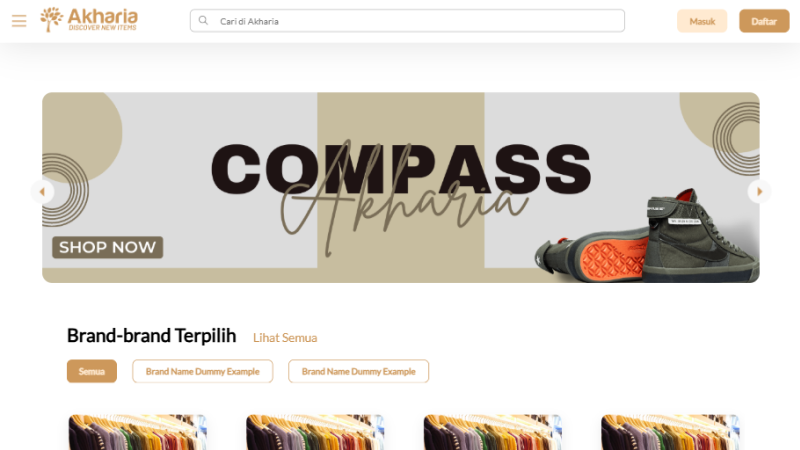 Akharia
DISCOVER NEW ITEMS
Cari di Akharia
Masuk
Daftar
COMPASS
Akharia
SHOP NOW
Brand-brand Terpilih
Lihat Semua
Semua
Brand Name Dummy Example
Brand Name Dummy Example